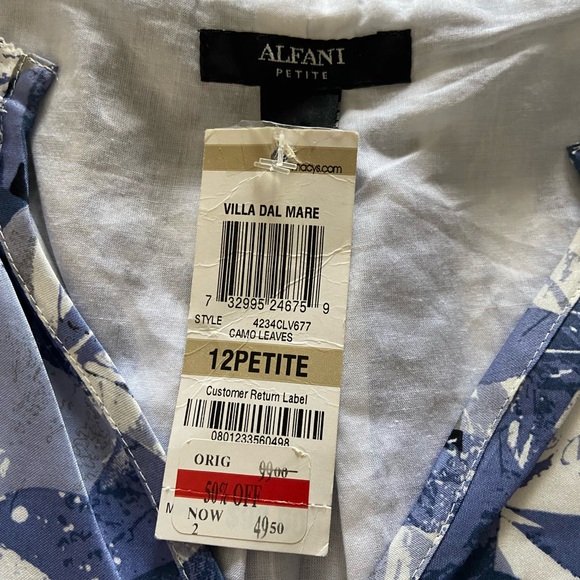 ALFANI
PETITE
macys.com
VILLA DAL MARE
7 32995 24675 9
STYLE 4234CLV677
CAMO LEAVES
12PETITE
Customer Return Label
0801233560498
ORIG 99.00
50% OFF
M
NOW
2 49.50